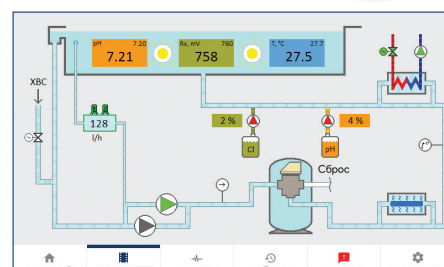 pH 7.20
7.21
Rx, mV 760
758
T, °C 27.7
27.5
ХВС
128
l/h
2 %
4 %
Cl
pH
t°
Сброс